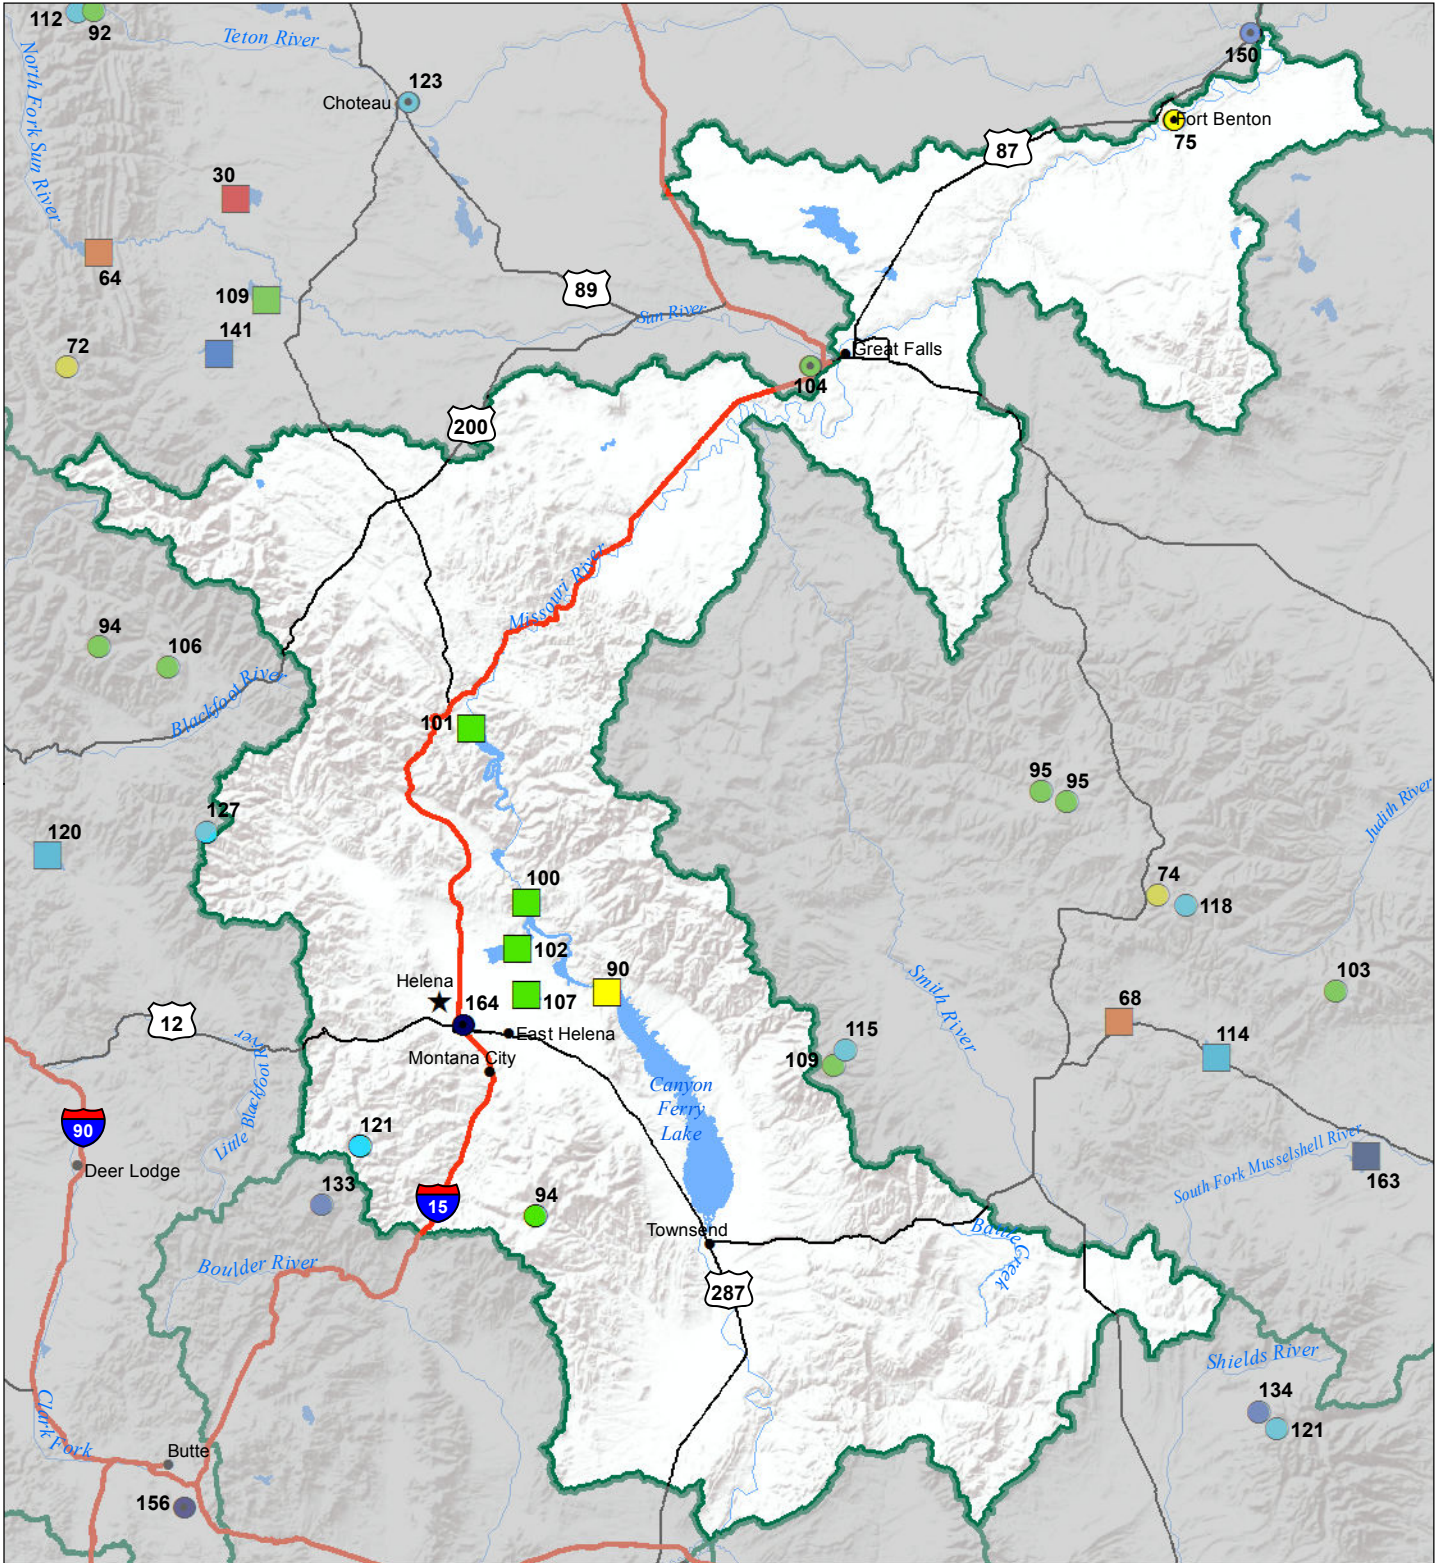 112
92
Teton River
150
North Fork Sun River
123
Choteau
Fort Benton
75
87
30
64
109
89
Sun River
141
72
Great Falls
104
200
Missouri River
94
106
Blackfoot River
101
95
95
Judith River
127
120
100
74
118
102
90
Helena
107
103
164
Smith River
68
12
East Helena
115
114
Montana City
109
Little Blackfoot River
Canyon
Ferry
Lake
90
121
South Fork Musselshell River
163
Deer Lodge
133
15
94
Townsend
Battle Creek
Boulder River
287
Shields River
134
121
Clark Fork
Butte
156